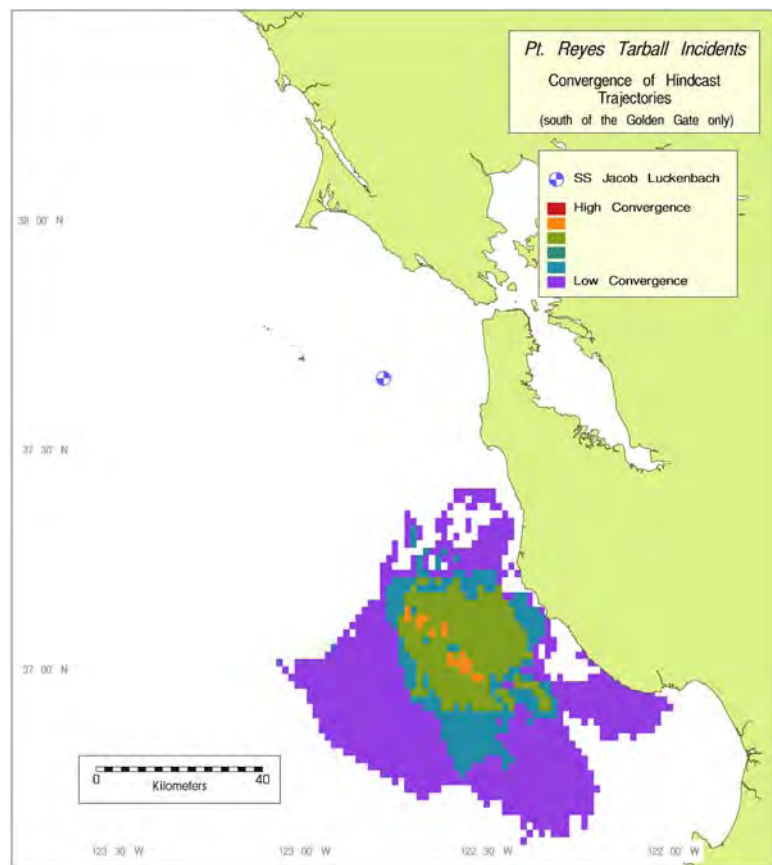 Pt. Reyes Tarball Incidents
Convergence of Hindcast
Trajectories
(south of the Golden Gate only)
SS Jacob Luckenbach
High Convergence
Low Convergence
38 00 N
37 30 N
37 00 N
0 40
Kilometers
123 30 W 123 00 W 122 30 W 122 00 W